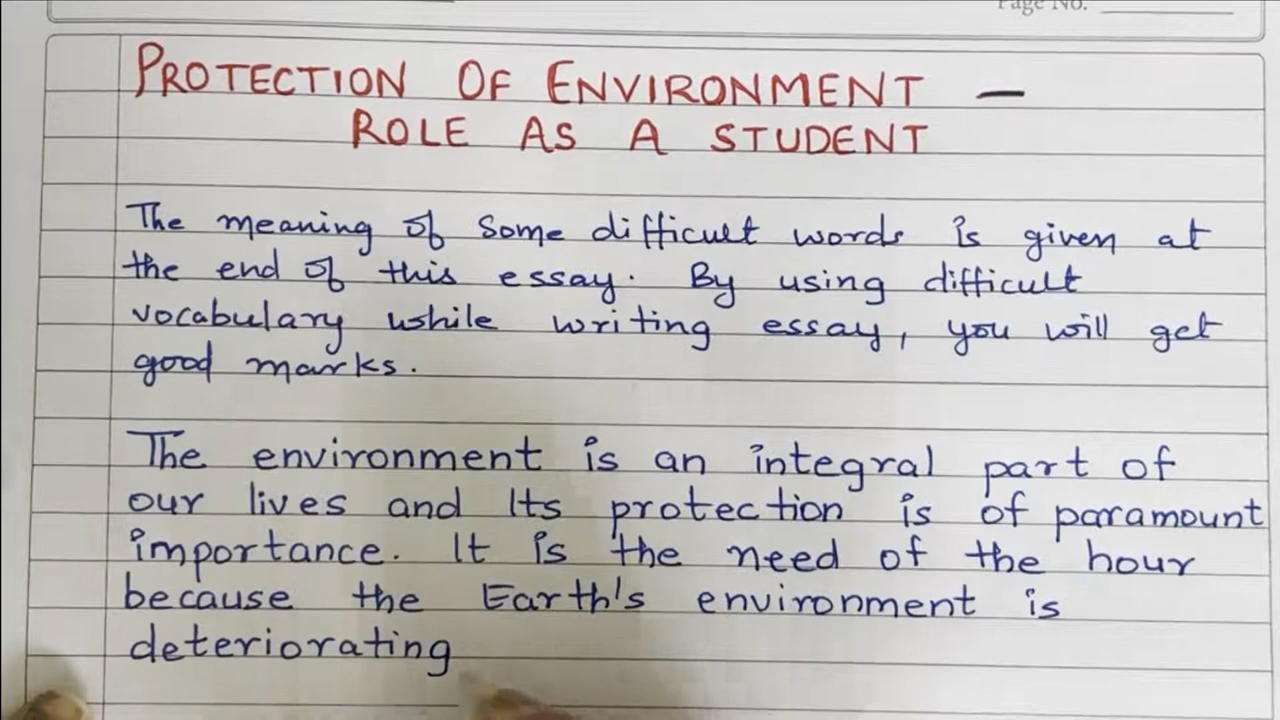 Page No.
PROTECTION OF ENVIRONMENT —
ROLE AS A STUDENT
The meaning of some difficult words is given at
the end of this essay. By using difficult
vocabulary while writing essay, you will get
good marks.
The environment is an integral part of
our lives and Its protection is of paramount
importance. It is the need of the hour
because the Earth's environment is
deteriorating